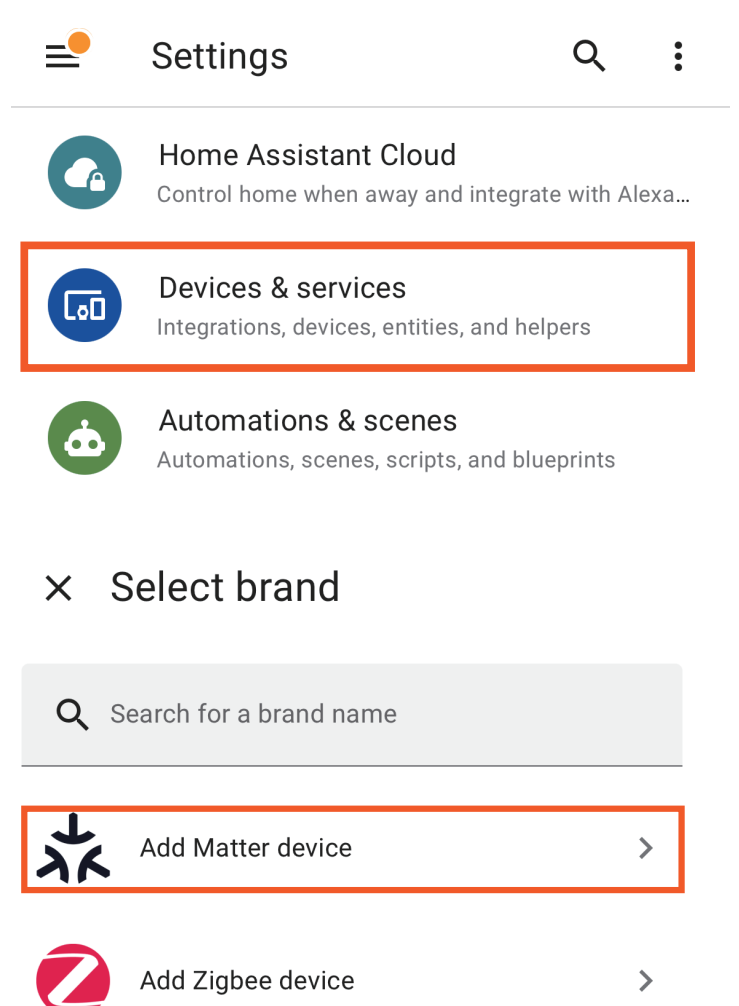 Settings
Home Assistant Cloud
Control home when away and integrate with Alexa...
Devices & services
Integrations, devices, entities, and helpers
Automations & scenes
Automations, scenes, scripts, and blueprints
Select brand
Search for a brand name
Add Matter device
Add Zigbee device